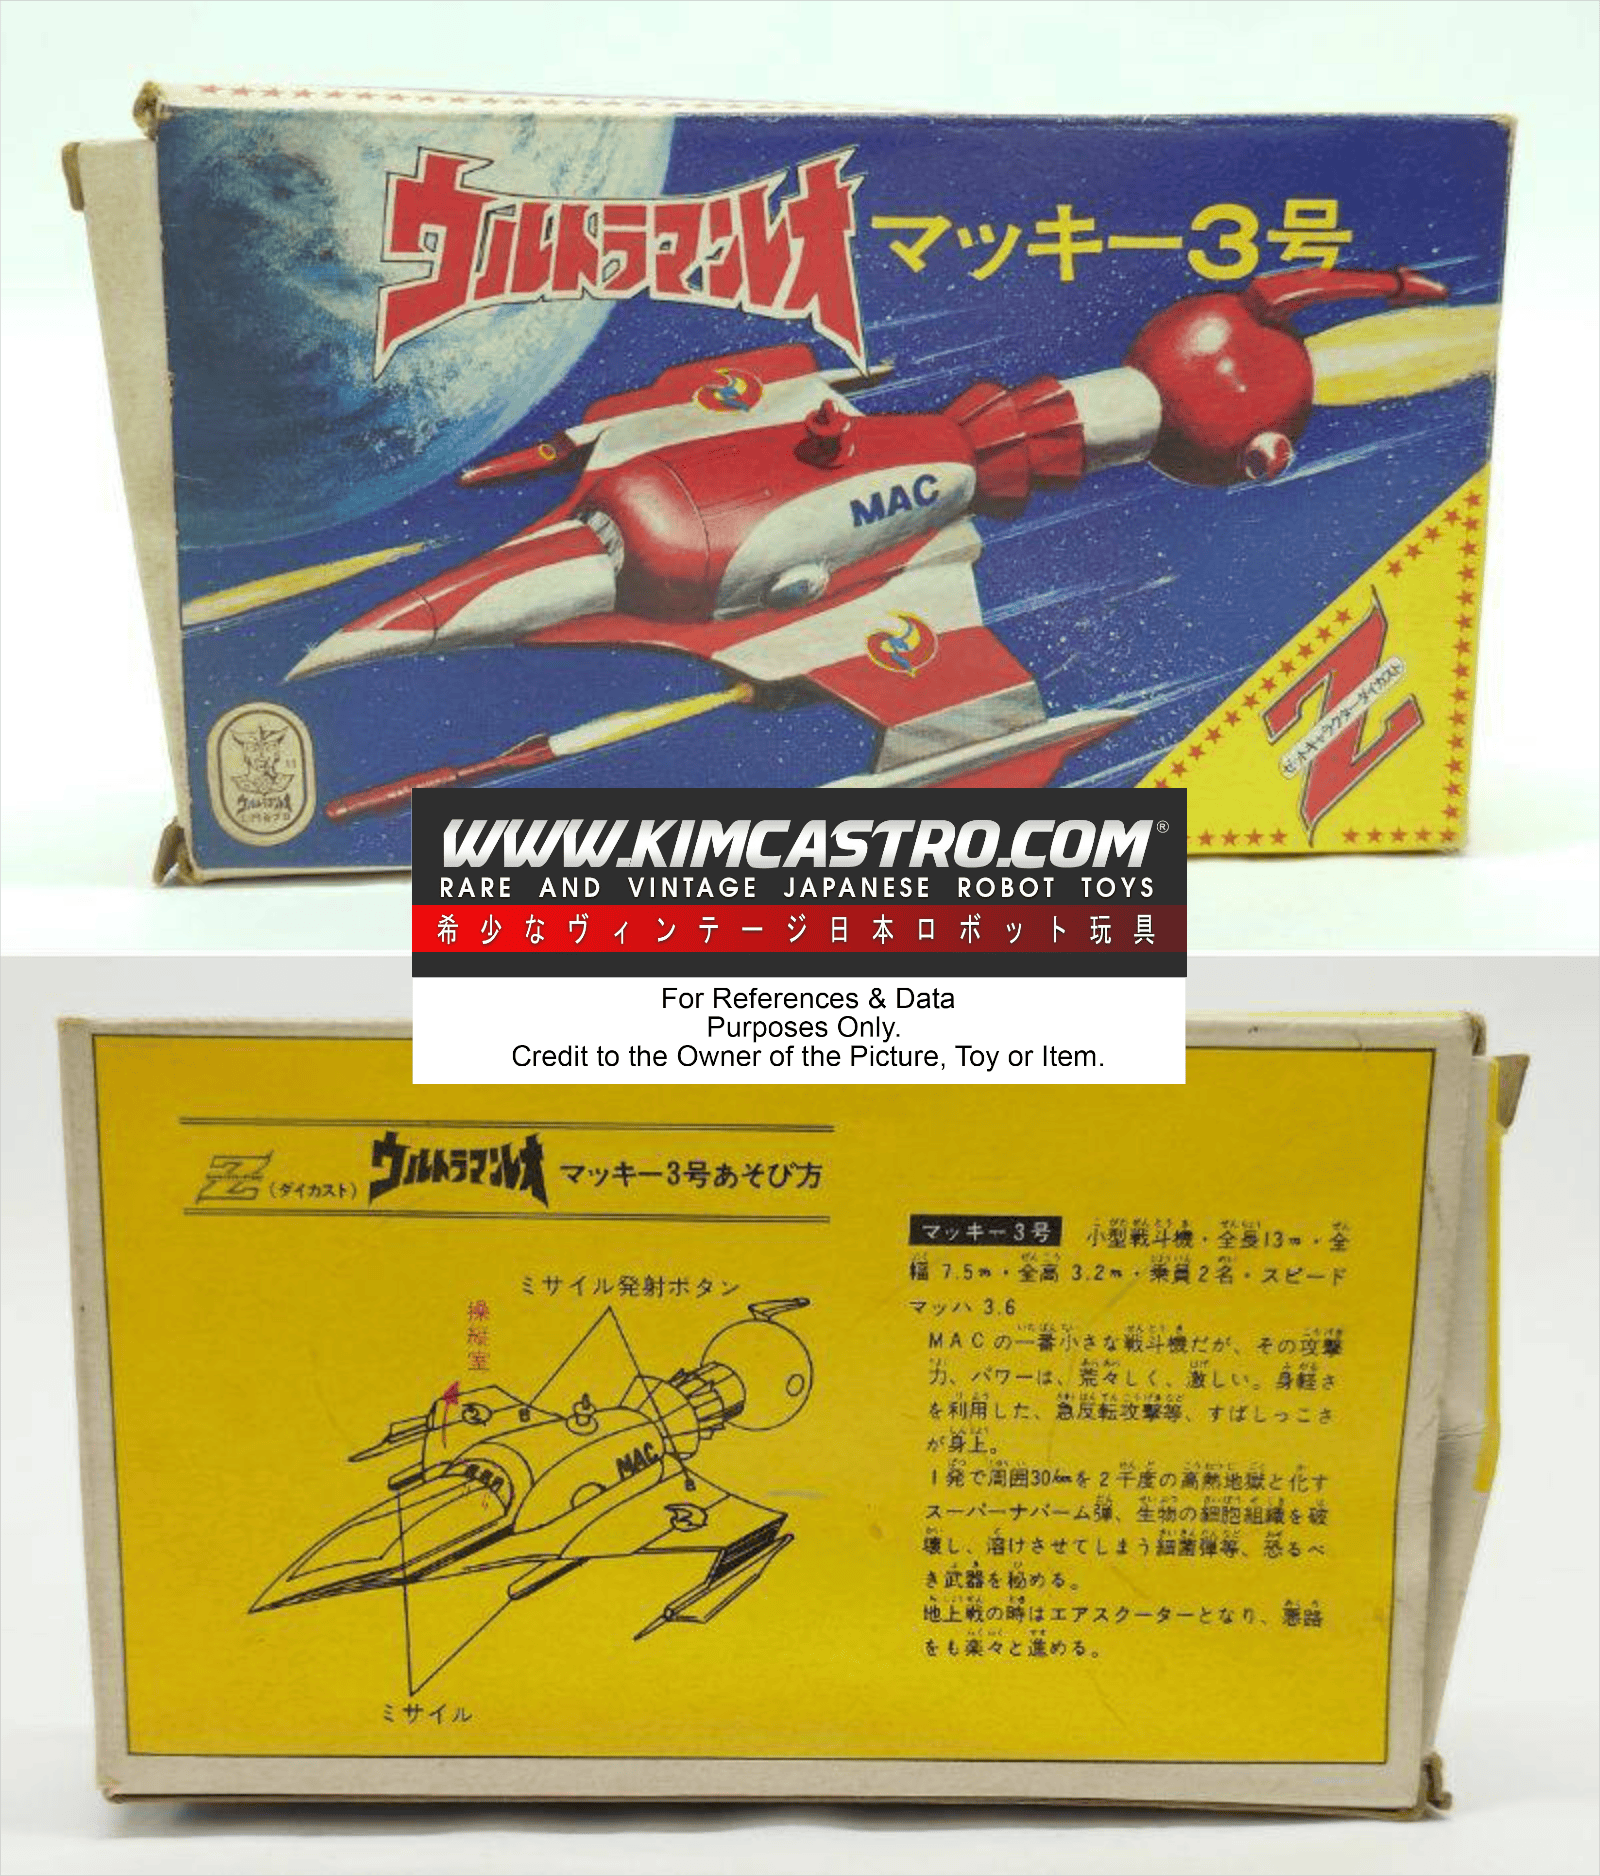 ウルトラマンレオ マッキー3号
MAC
ウルトラマンレオ
ゼットキャラクターダイカスト
Z
WWW.KIMCASTRO.COM®
RARE AND VINTAGE JAPANESE ROBOT TOYS
希少なヴィンテージ日本ロボット玩具
For References & Data
Purposes Only.
Credit to the Owner of the Picture, Toy or Item.
Z (ダイカスト) ウルトラマンレオ マッキー3号あそび方
ミサイル発射ボタン
操縦室
MAC
ミサイル
マッキー3号 小型戦斗機・全長13m・全
幅 7.5m・全高 3.2m・乗員2名・スピード
マッハ 3.6
MACの一番小さな戦斗機だが、その攻撃
力、パワーは、荒々しく、激しい。身軽さ
を利用した、急反転攻撃等、すばしっこさ
が身上。
1発で周囲30kmを2千度の高熱地獄と化す
スーパーナパーム弾、生物の細胞組織を破
壊し、溶けさせてしまう細菌弾等、恐るべ
き武器を秘める。
地上戦の時はエアスクーターとなり、悪路
をも楽々と進める。